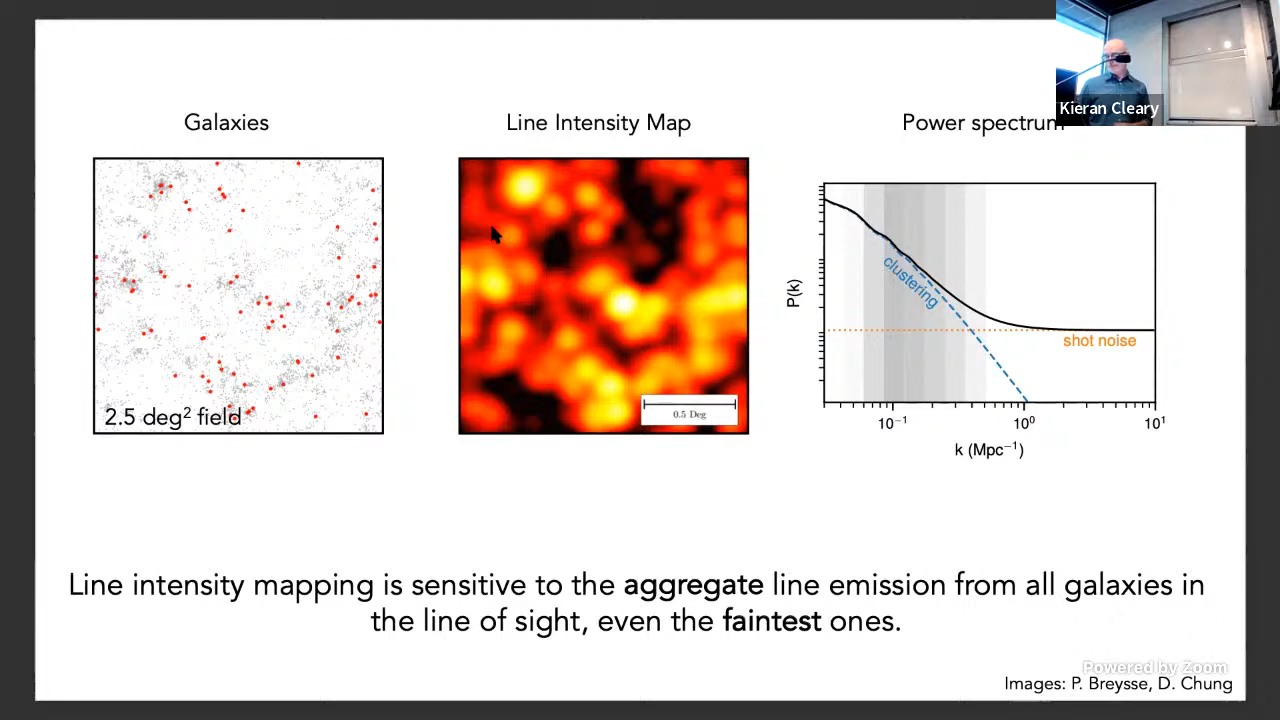 Kieran Cleary
Galaxies
Line Intensity Map
Power spectrum
2.5 deg² field
0.5 Deg
P(k)
clustering
shot noise
10⁻¹
10⁰
10¹
k (Mpc⁻¹)
Line intensity mapping is sensitive to the aggregate line emission from all galaxies in
the line of sight, even the faintest ones.
Powered by Zoom
Images: P. Breysse, D. Chung